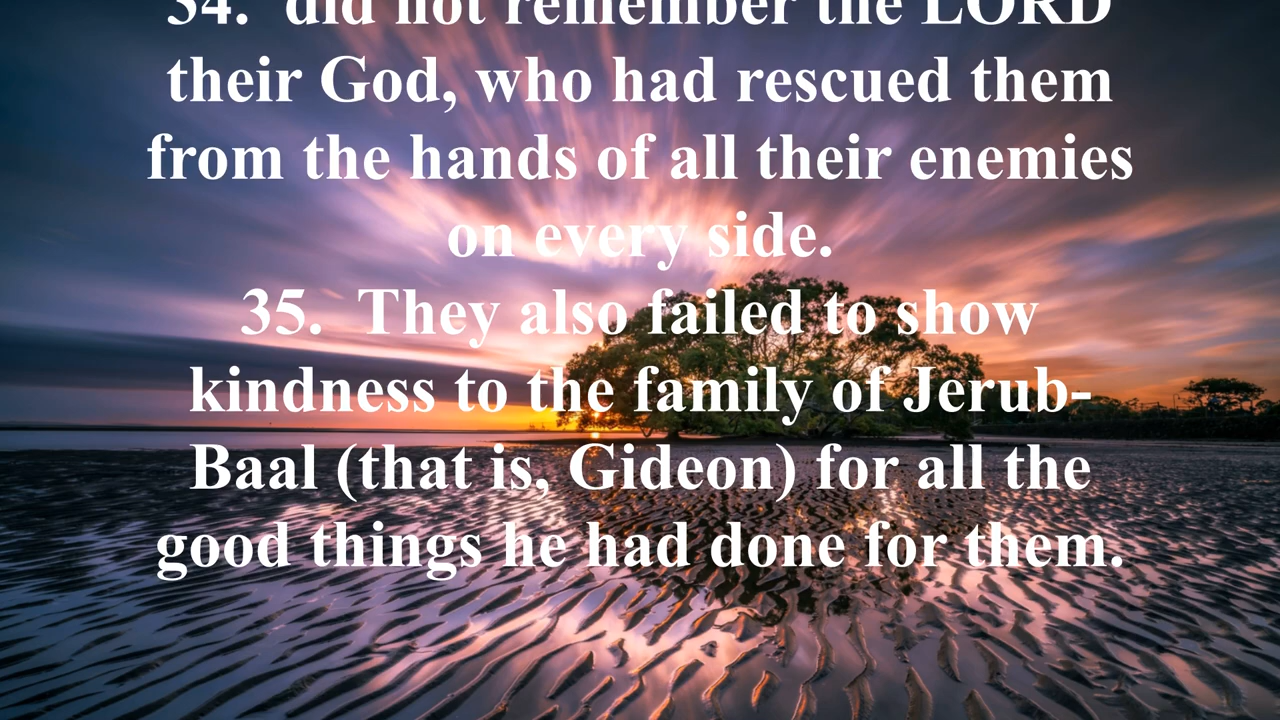 34.  did not remember the LORD
their God, who had rescued them
from the hands of all their enemies
on every side.
35.  They also failed to show
kindness to the family of Jerub-
Baal (that is, Gideon) for all the
good things he had done for them.